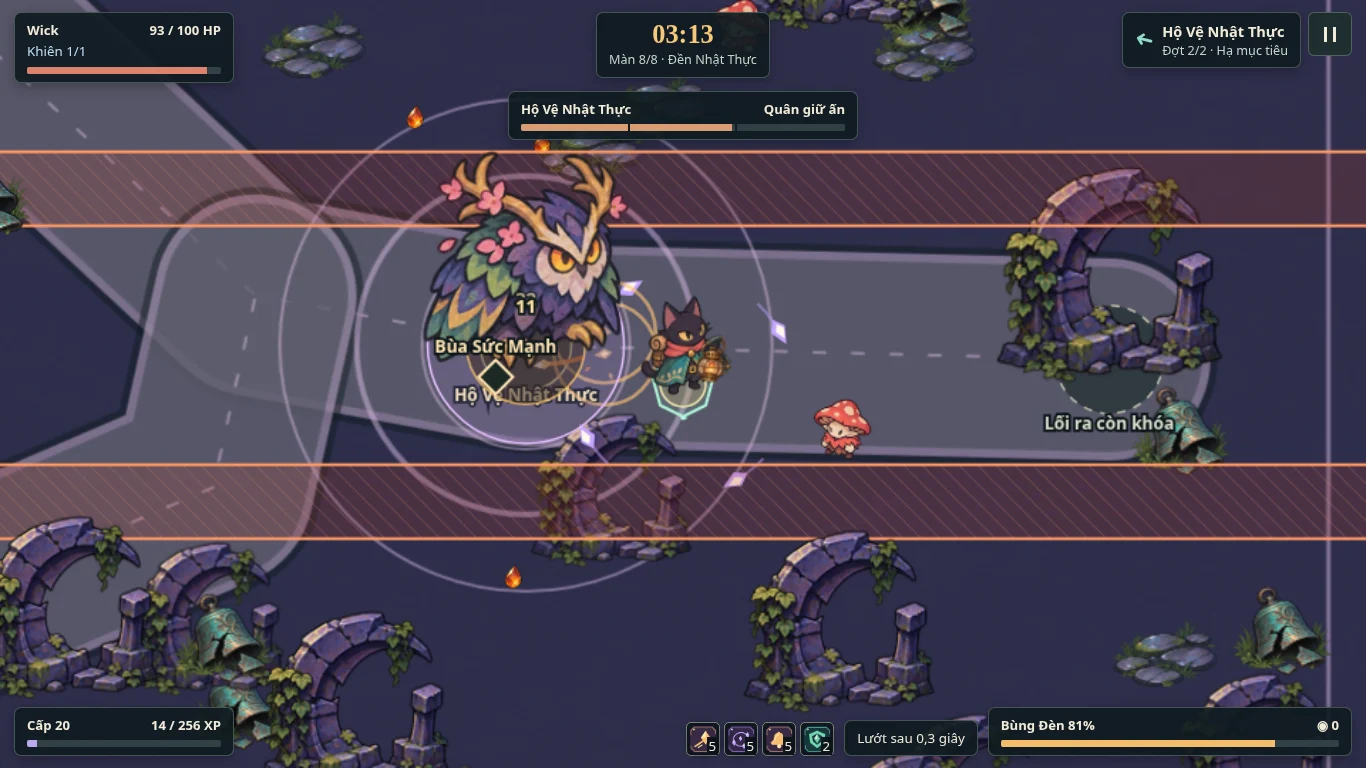 Wick 93 / 100 HP
Khiên 1/1
03:13
Màn 8/8 · Đền Nhật Thực
Hộ Vệ Nhật Thực
Đợt 2/2 · Hạ mục tiêu
Hộ Vệ Nhật Thực Quân giữ ấn
11
Bùa Sức Mạnh
Hộ Vệ Nhật Thực
Lối ra còn khóa
Cấp 20 14 / 256 XP
5
5
5
2
Lướt sau 0,3 giây
Bùng Đèn 81% ◉ 0